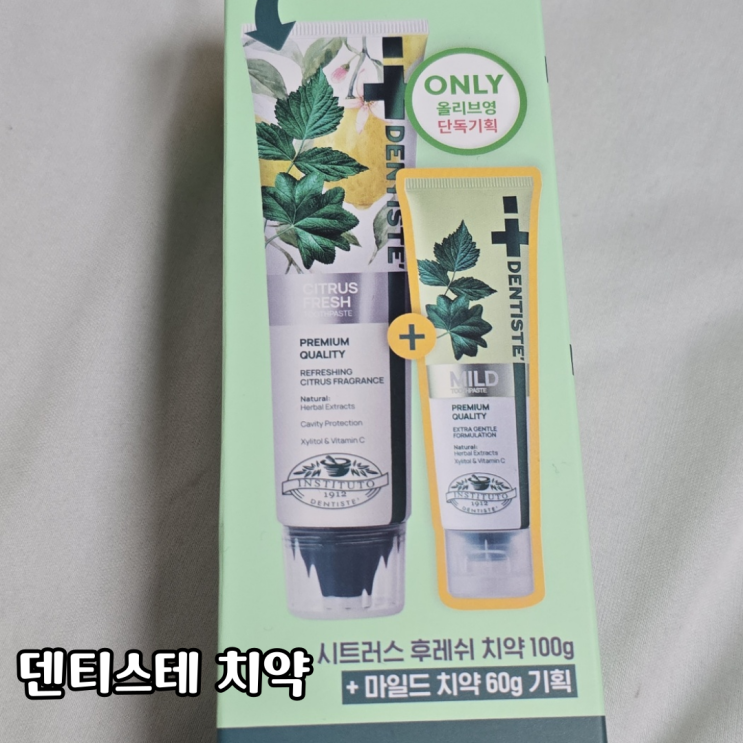 ONLY
올리브영
단독기획
DENTISTE'
CITRUS
FRESH
TOOTHPASTE
PREMIUM
QUALITY
REFRESHING
CITRUS FRAGRANCE
Natural:
Herbal Extracts
Cavity Protection
Xylitol & Vitamin C
INSTITUTO
1912
DENTISTE'
+
DENTISTE'
MILD
TOOTHPASTE
PREMIUM
QUALITY
EXTRA GENTLE
FORMULATION
Natural:
Herbal Extracts
Xylitol & Vitamin C
INSTITUTO
1912
DENTISTE'
시트러스 후레쉬 치약 100g
+ 마일드 치약 60g 기획
덴티스테 치약